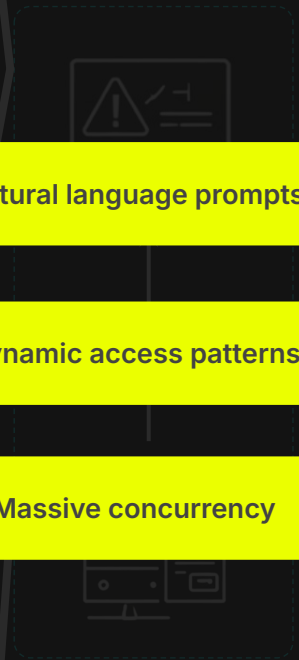 tural language prompts
ynamic access patterns
Massive concurrency